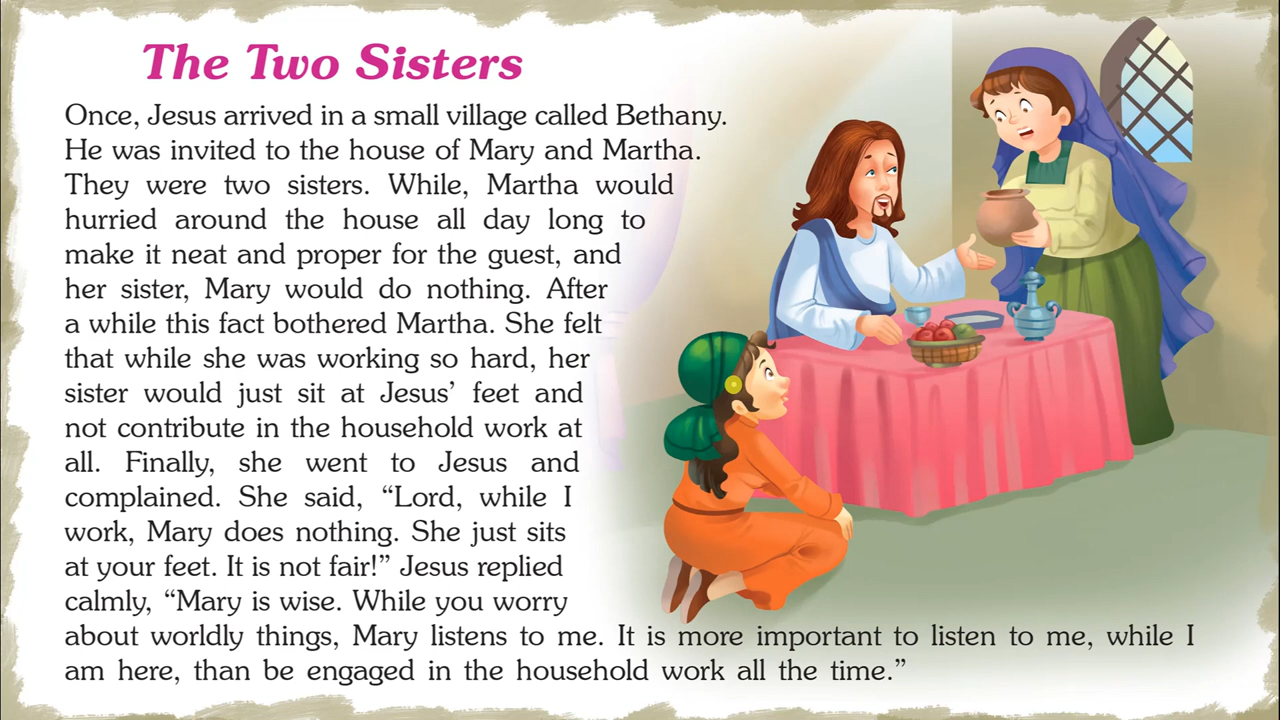 The Two Sisters
Once, Jesus arrived in a small village called Bethany.
He was invited to the house of Mary and Martha.
They were two sisters. While, Martha would
hurried around the house all day long to
make it neat and proper for the guest, and
her sister, Mary would do nothing. After
a while this fact bothered Martha. She felt
that while she was working so hard, her
sister would just sit at Jesus’ feet and
not contribute in the household work at
all. Finally, she went to Jesus and
complained. She said, “Lord, while I
work, Mary does nothing. She just sits
at your feet. It is not fair!” Jesus replied
calmly, “Mary is wise. While you worry
about worldly things, Mary listens to me. It is more important to listen to me, while I
am here, than be engaged in the household work all the time.”